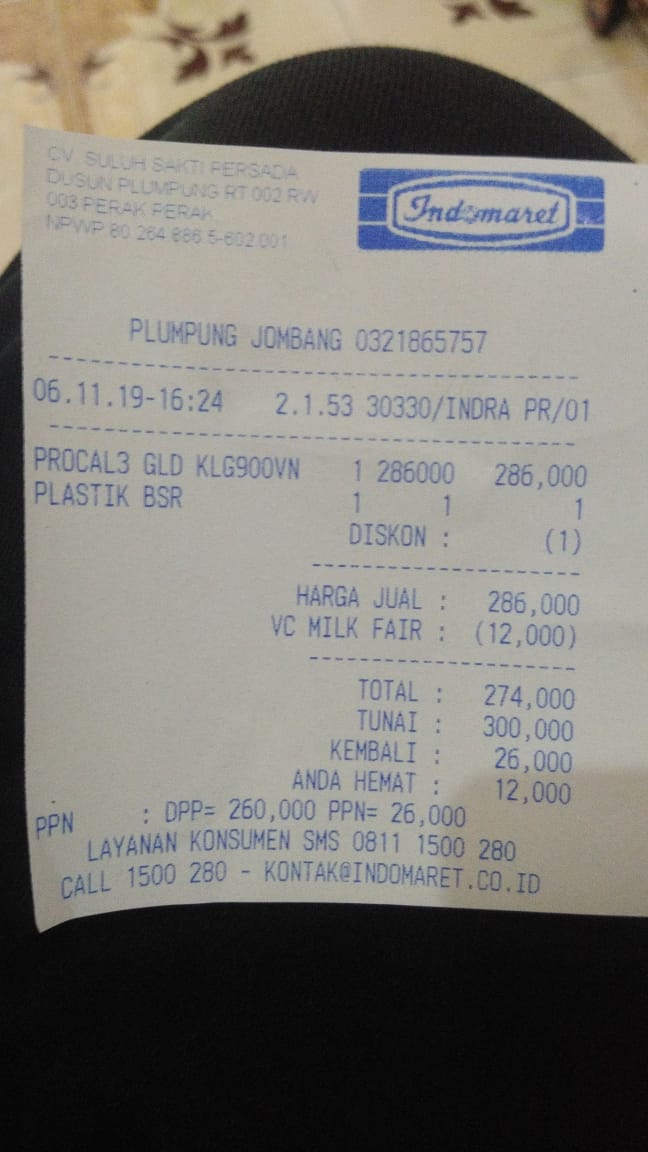 CV. SULUH SAKTI PERSADA
DUSUN PLUMPUNG RT 002 RW
003 PERAK PERAK
NPWP 80.264.886.5-602.001
Indomaret
PLUMPUNG JOMBANG 0321865757
06.11.19-16:24 2.1.53 30330/INDRA PR/01
PROCAL3 GLD KLG900VN 1 286000 286,000
PLASTIK BSR 1 1 1
DISKON : (1)
HARGA JUAL : 286,000
VC MILK FAIR : (12,000)
TOTAL : 274,000
TUNAI : 300,000
KEMBALI : 26,000
ANDA HEMAT : 12,000
PPN : DPP= 260,000 PPN= 26,000
LAYANAN KONSUMEN SMS 0811 1500 280
CALL 1500 280 - KONTAK@INDOMARET.CO.ID